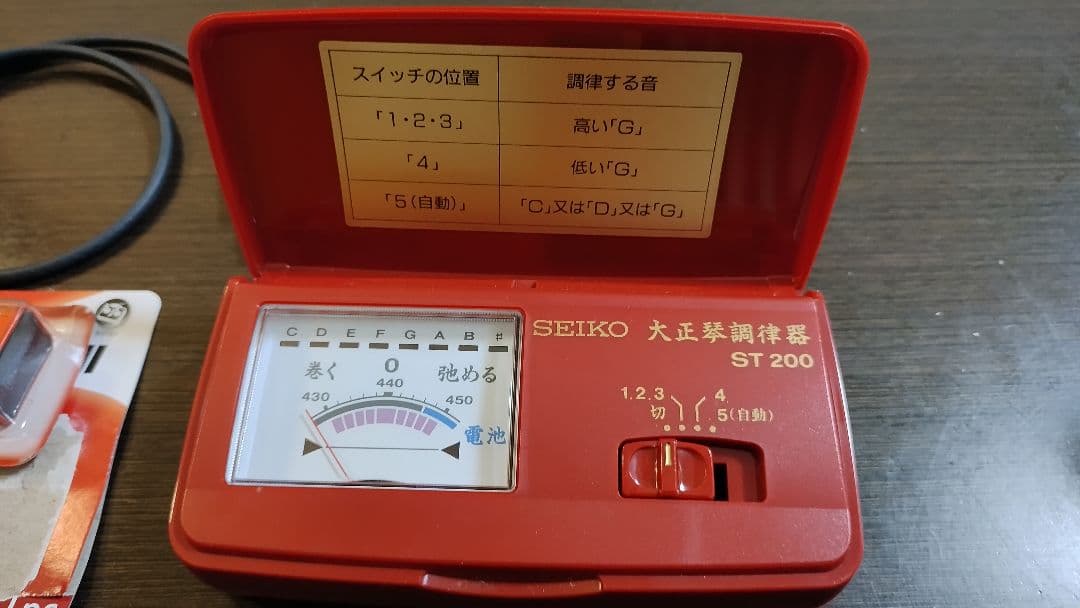 スイッチの位置 調律する音
「1・2・3」 高い「G」
「4」 低い「G」
「5(自動)」 「C」又は「D」又は「G」
C D E F G A B ♯
巻く 0 弛める
430 440 450
電池
SEIKO 大正琴調律器
ST 200
1.2.3 4
切 5(自動)